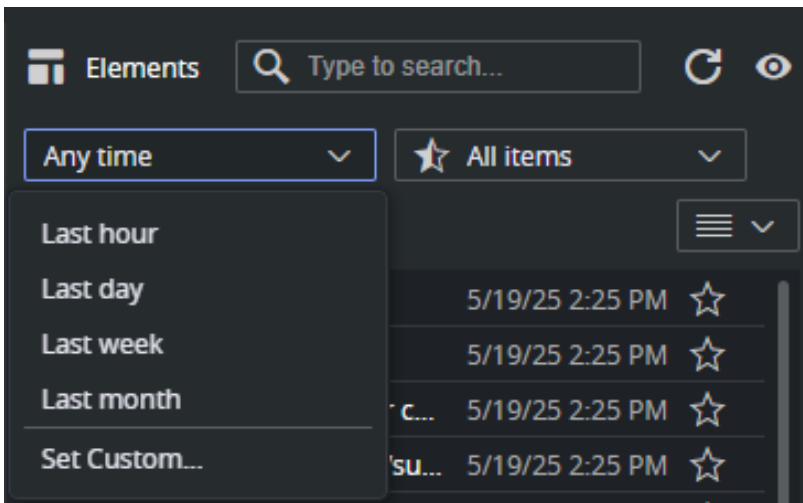 Elements
Type to search...
Any time
All items
Last hour
Last day
Last week
Last month
Set Custom...
5/19/25 2:25 PM
5/19/25 2:25 PM
r c... 5/19/25 2:25 PM
'su... 5/19/25 2:25 PM